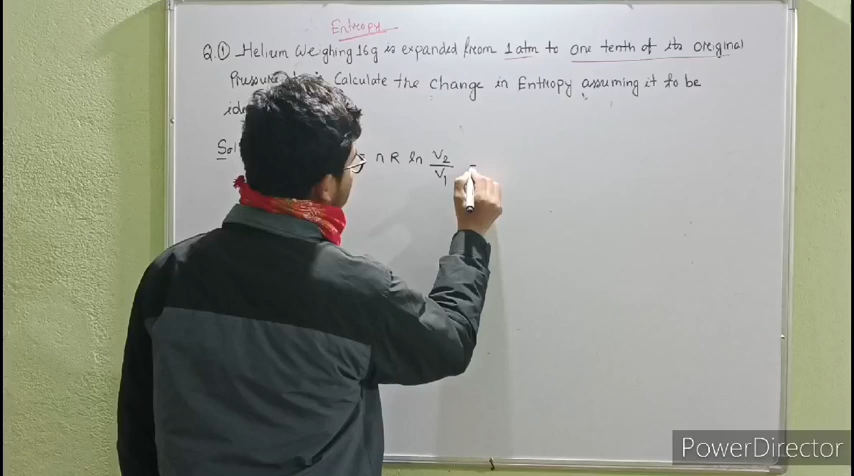 Entropy
Q.① Helium Weighing 16g is expanded from 1 atm to one tenth of its original
Pressure Calculate the change in Entropy assuming it to be
Sol
n R ln V2/V1
PowerDirector